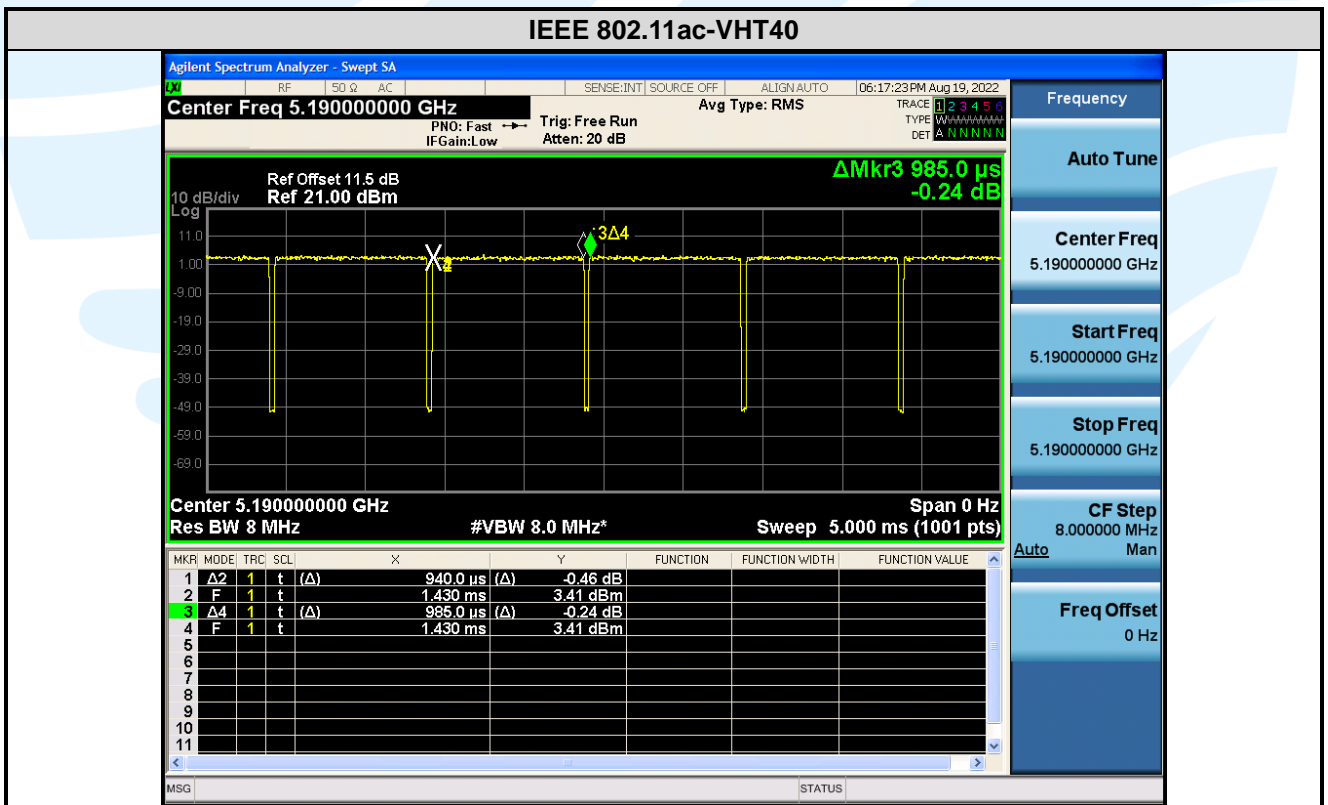 IEEE 802.11ac-VHT40
Agilent Spectrum Analyzer - Swept SA
LXI RF 50 Ω AC SENSE:INT SOURCE OFF ALIGN AUTO 06:17:23 PM Aug 19, 2022
Center Freq 5.190000000 GHz
PNO: Fast
IFGain:Low
Trig: Free Run
Atten: 20 dB
Avg Type: RMS
TRACE 1 2 3 4 5 6
TYPE
DET A N N N N N
ΔMkr3 985.0 µs
-0.24 dB
Ref Offset 11.5 dB
10 dB/div Ref 21.00 dBm
Log
11.0
1.00
-9.00
-19.0
-29.0
-39.0
-49.0
-59.0
-69.0
3Δ4
Center 5.190000000 GHz Span 0 Hz
Res BW 8 MHz #VBW 8.0 MHz* Sweep 5.000 ms (1001 pts)
MKR MODE TRC SCL X Y FUNCTION FUNCTION WIDTH FUNCTION VALUE
1 Δ2 1 t (Δ) 940.0 µs (Δ) -0.46 dB
2 F 1 t 1.430 ms 3.41 dBm
3 Δ4 1 t (Δ) 985.0 µs (Δ) -0.24 dB
4 F 1 t 1.430 ms 3.41 dBm
5
6
7
8
9
10
11
MSG STATUS
Frequency
Auto Tune
Center Freq
5.190000000 GHz
Start Freq
5.190000000 GHz
Stop Freq
5.190000000 GHz
CF Step
8.000000 MHz
Auto Man
Freq Offset
0 Hz